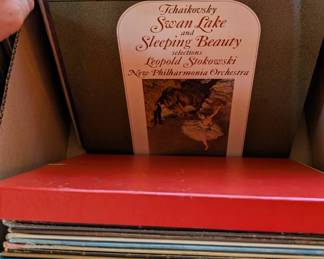 Tchaikovsky
Swan Lake
and
Sleeping Beauty
selections
Leopold Stokowski
New Philharmonia Orchestra